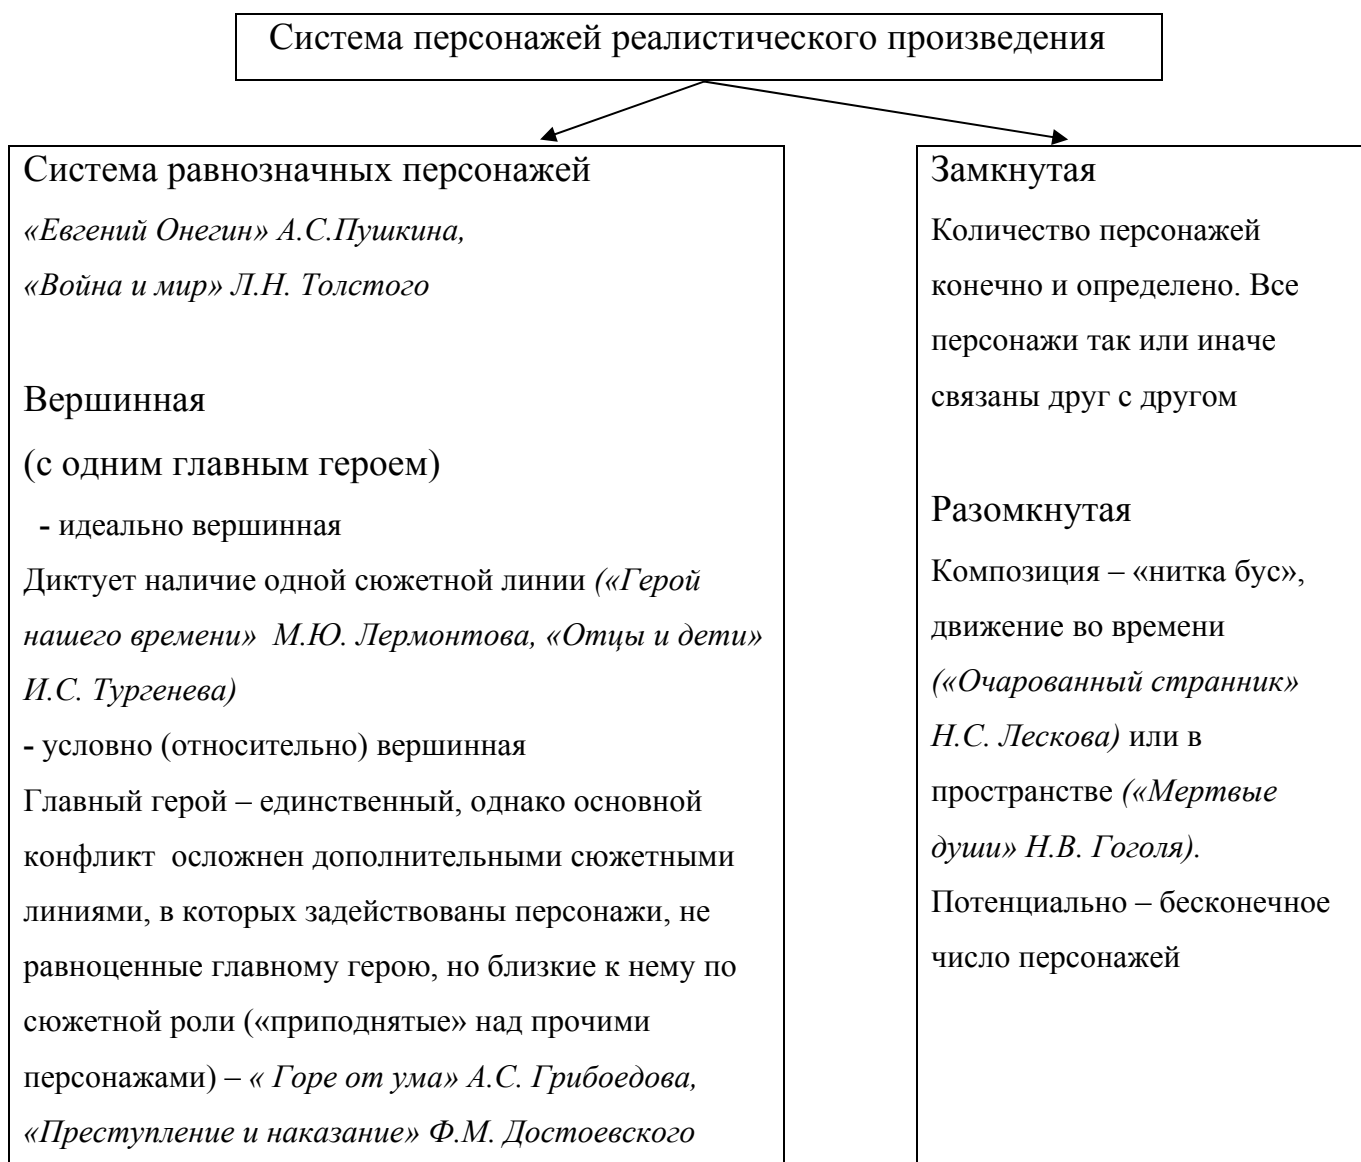 Система персонажей реалистического произведения
Система равнозначных персонажей
«Евгений Онегин» А.С.Пушкина,
«Война и мир» Л.Н. Толстого
Вершинная
(с одним главным героем)
- идеально вершинная
Диктует наличие одной сюжетной линии («Герой
нашего времени» М.Ю. Лермонтова, «Отцы и дети»
И.С. Тургенева)
- условно (относительно) вершинная
Главный герой – единственный, однако основной
конфликт осложнен дополнительными сюжетными
линиями, в которых задействованы персонажи, не
равноценные главному герою, но близкие к нему по
сюжетной роли («приподнятые» над прочими
персонажами) – « Горе от ума» А.С. Грибоедова,
«Преступление и наказание» Ф.М. Достоевского
Замкнутая
Количество персонажей
конечно и определено. Все
персонажи так или иначе
связаны друг с другом
Разомкнутая
Композиция – «нитка бус»,
движение во времени
(«Очарованный странник»
Н.С. Лескова) или в
пространстве («Мертвые
души» Н.В. Гоголя).
Потенциально – бесконечное
число персонажей